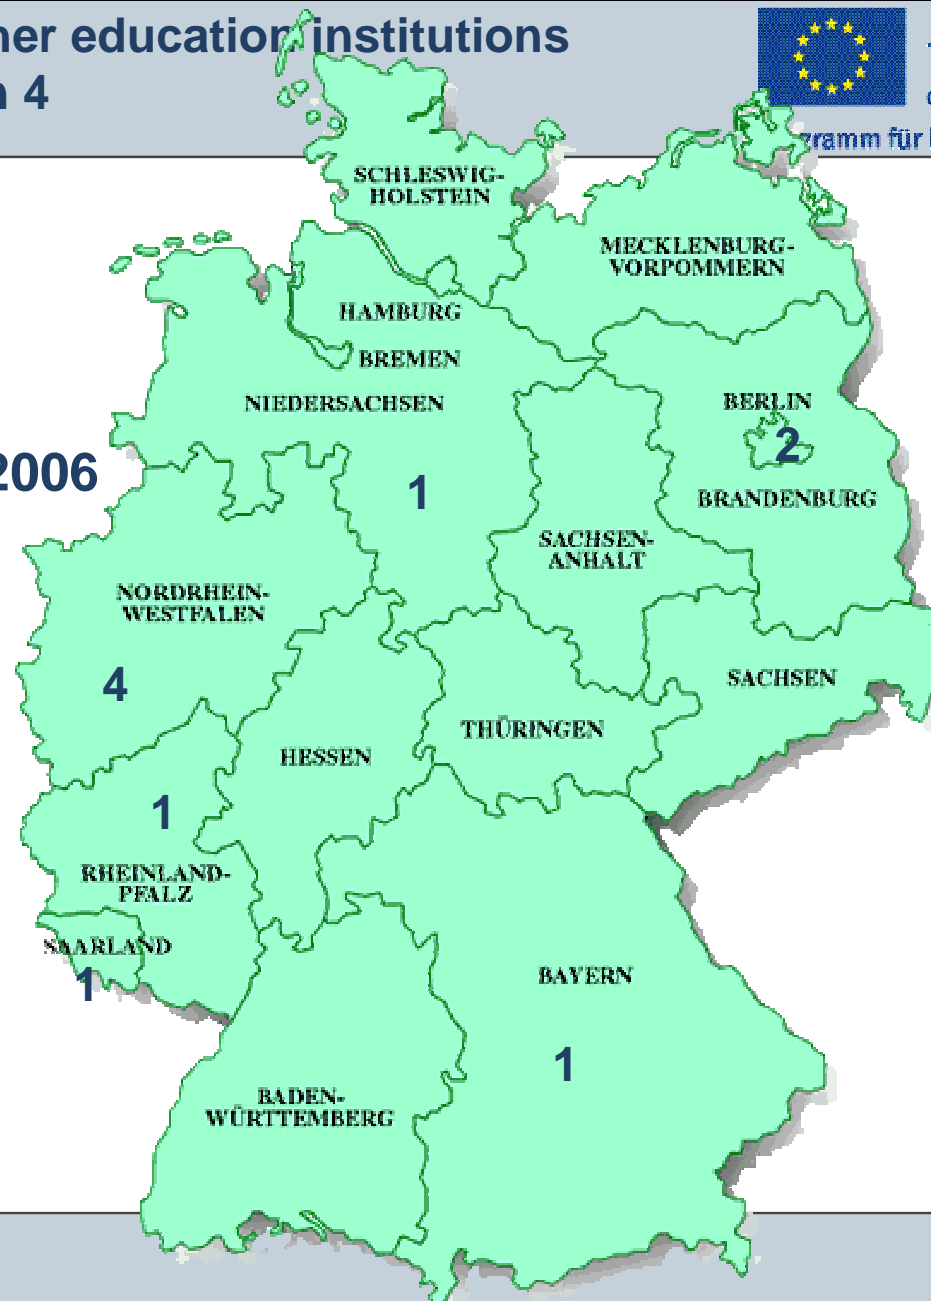 her education institutions
n 4
gramm für
SCHLESWIG-
HOLSTEIN
MECKLENBURG-
VORPOMMERN
HAMBURG
BREMEN
NIEDERSACHSEN
BERLIN
2
2006
1
BRANDENBURG
SACHSEN-
ANHALT
NORDRHEIN-
WESTFALEN
4
SACHSEN
THÜRINGEN
HESSEN
1
RHEINLAND-
PFALZ
SAARLAND
1
BAYERN
1
BADEN-
WÜRTTEMBERG